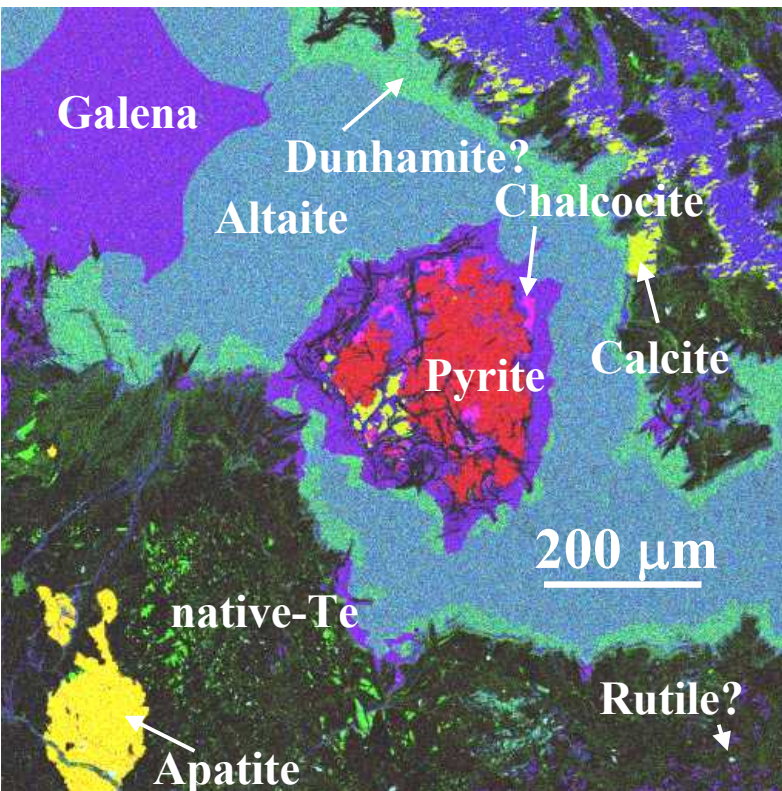 Galena
Dunhamite?
Chalcocite
Altaite
Calcite
Pyrite
200 μm
native-Te
Rutile?
Apatite